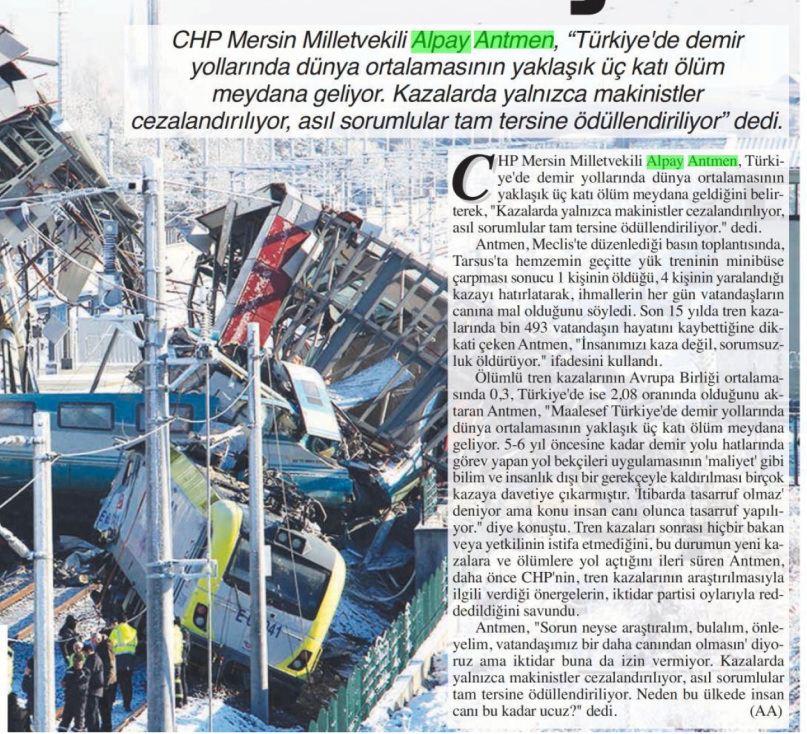 CHP Mersin Milletvekili Alpay Antmen, “Türkiye'de demir
yollarında dünya ortalamasının yaklaşık üç katı ölüm
meydana geliyor. Kazalarda yalnızca makinistler
cezalandırılıyor, asıl sorumlular tam tersine ödüllendiriliyor” dedi.
CHP Mersin Milletvekili Alpay Antmen, Türki-
ye'de demir yollarında dünya ortalamasının
yaklaşık üç katı ölüm meydana geldiğini belir-
terek, "Kazalarda yalnızca makinistler cezalandırılıyor,
asıl sorumlular tam tersine ödüllendiriliyor." dedi.
Antmen, Meclis'te düzenlediği basın toplantısında,
Tarsus'ta hemzemin geçitte yük treninin minibüse
çarpması sonucu 1 kişinin öldüğü, 4 kişinin yaralandığı
kazayı hatırlatarak, ihmallerin her gün vatandaşların
canına mal olduğunu söyledi. Son 15 yılda tren kaza-
larında bin 493 vatandaşın hayatını kaybettiğine dik-
kati çeken Antmen, "İnsanımızı kaza değil, sorumsuz-
luk öldürüyor." ifadesini kullandı.
Ölümlü tren kazalarının Avrupa Birliği ortalama-
sında 0,3, Türkiye'de ise 2,08 oranında olduğunu ak-
taran Antmen, "Maalesef Türkiye'de demir yollarında
dünya ortalamasının yaklaşık üç katı ölüm meydana
geliyor. 5-6 yıl öncesine kadar demir yolu hatlarında
görev yapan yol bekçileri uygulamasının 'maliyet' gibi
bilim ve insanlık dışı bir gerekçeyle kaldırılması birçok
kazaya davetiye çıkarmıştır. 'İtibarda tasarruf olmaz'
deniyor ama konu insan canı olunca tasarruf yapılı-
yor." diye konuştu. Tren kazaları sonrası hiçbir bakan
veya yetkilinin istifa etmediğini, bu durumun yeni ka-
zalara ve ölümlere yol açtığını ileri süren Antmen,
daha önce CHP'nin, tren kazalarının araştırılmasıyla
ilgili verdiği önergelerin, iktidar partisi oylarıyla red-
dedildiğini savundu.
Antmen, "Sorun neyse araştıralım, bulalım, önle-
yelim, vatandaşımız bir daha canından olmasın' diyo-
ruz ama iktidar buna da izin vermiyor. Kazalarda
yalnızca makinistler cezalandırılıyor, asıl sorumlular
tam tersine ödüllendiriliyor. Neden bu ülkede insan
canı bu kadar ucuz?" dedi. (AA)